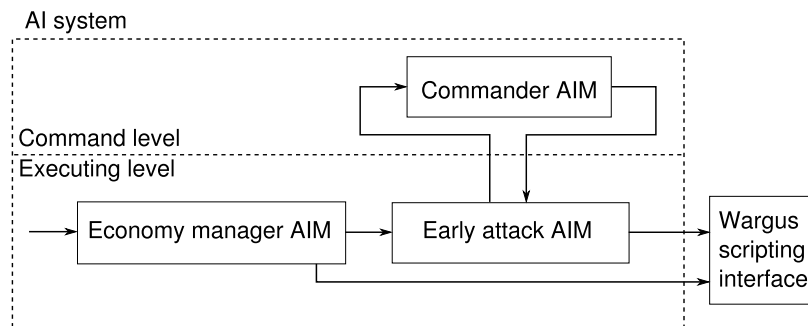 AI system
Commander AIM
Command level
Executing level
Economy manager AIM
Early attack AIM
Wargus
scripting
interface